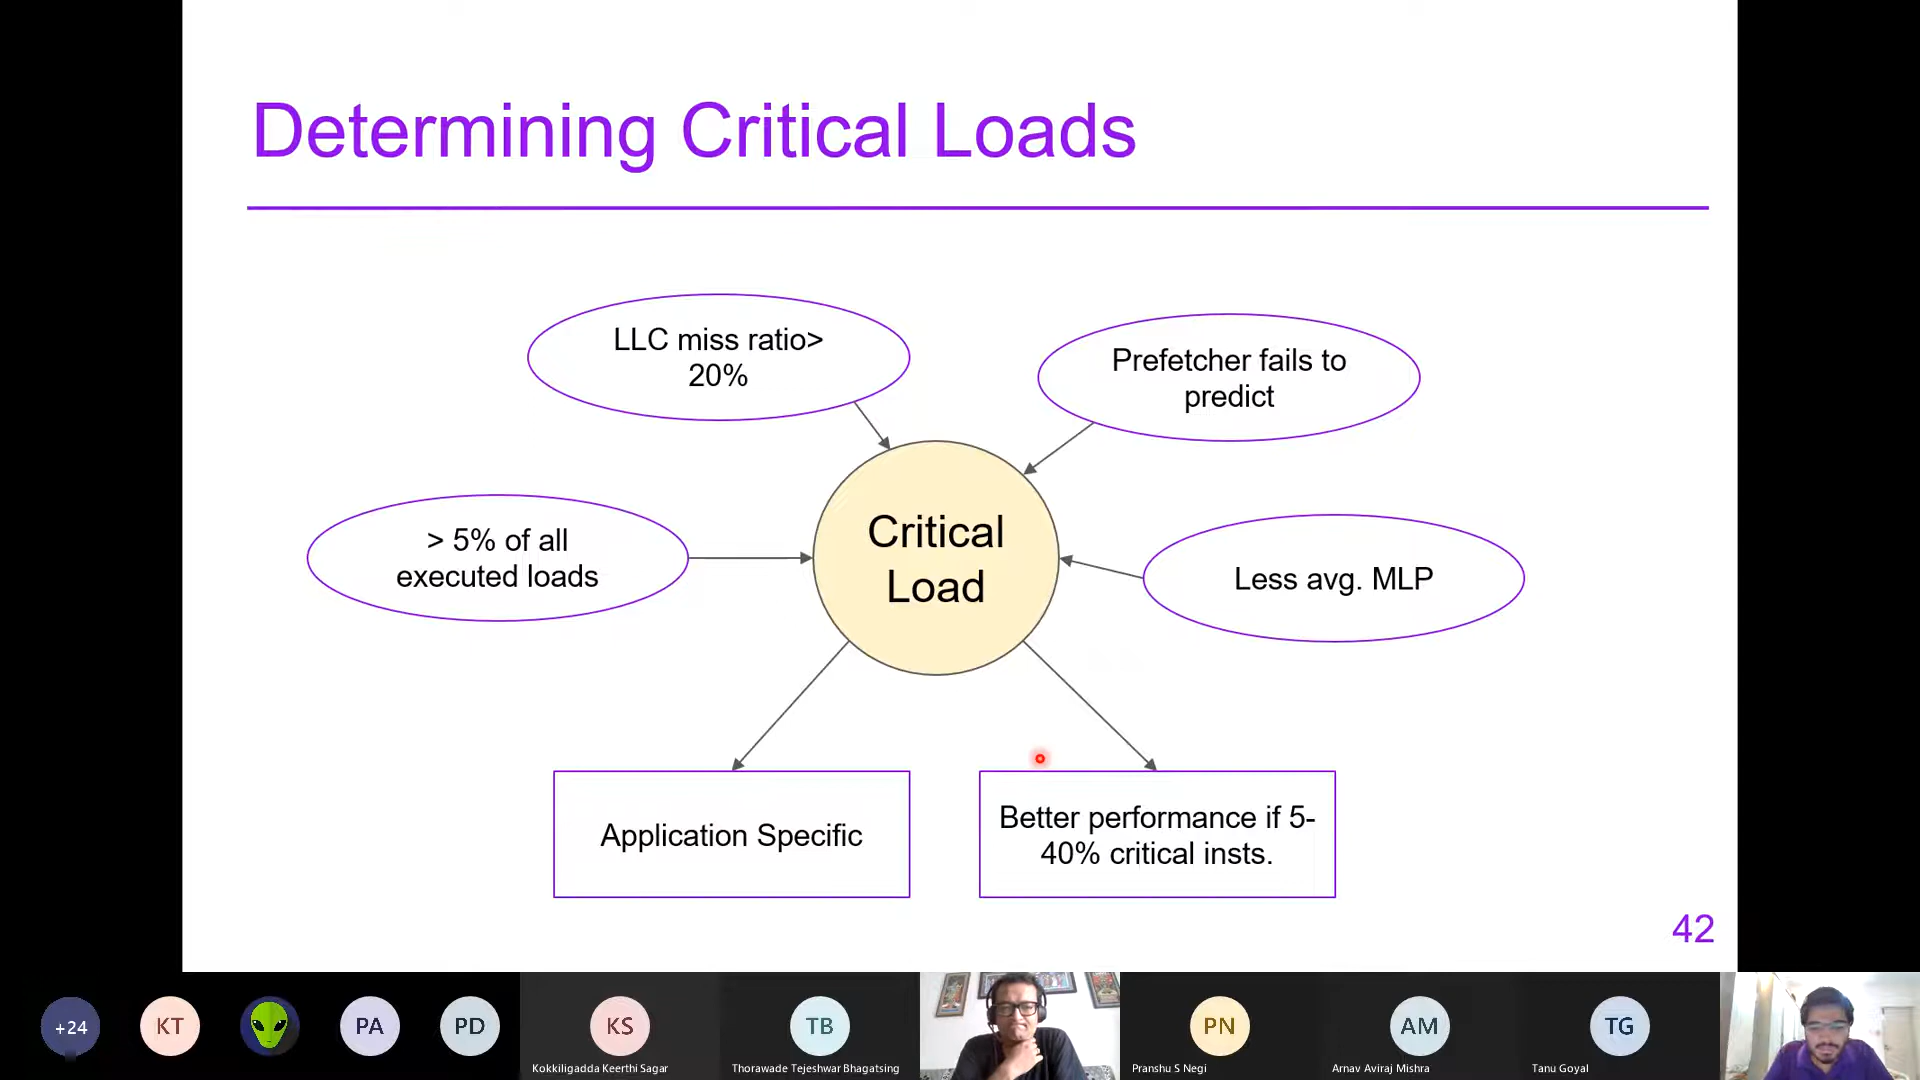 Determining Critical Loads
LLC miss ratio>
20%
Prefetcher fails to
predict
> 5% of all
executed loads
Critical
Load
Less avg. MLP
Application Specific
Better performance if 5-
40% critical insts.
42
+24
KT
PA
PD
KS
TB
PN
AM
TG
Kokkiligadda Keerthi Sagar
Thorawade Tejeshwar Bhagatsing
Pranshu S Negi
Arnav Aviraj Mishra
Tanu Goyal